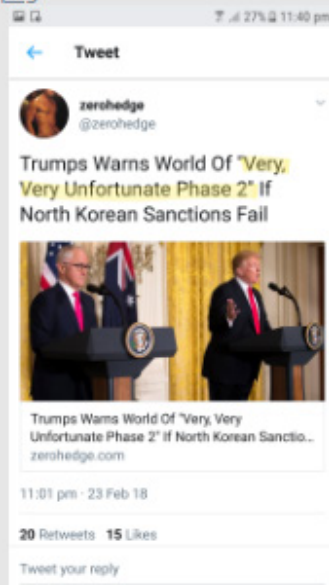 27% 11:40 pm
Tweet
zerohedge
@zerohedge
Trumps Warns World Of "Very,
Very Unfortunate Phase 2" If
North Korean Sanctions Fail
Trumps Warns World Of "Very, Very
Unfortunate Phase 2" If North Korean Sanctio...
zerohedge.com
11:01 pm · 23 Feb 18
20 Retweets 15 Likes
Tweet your reply